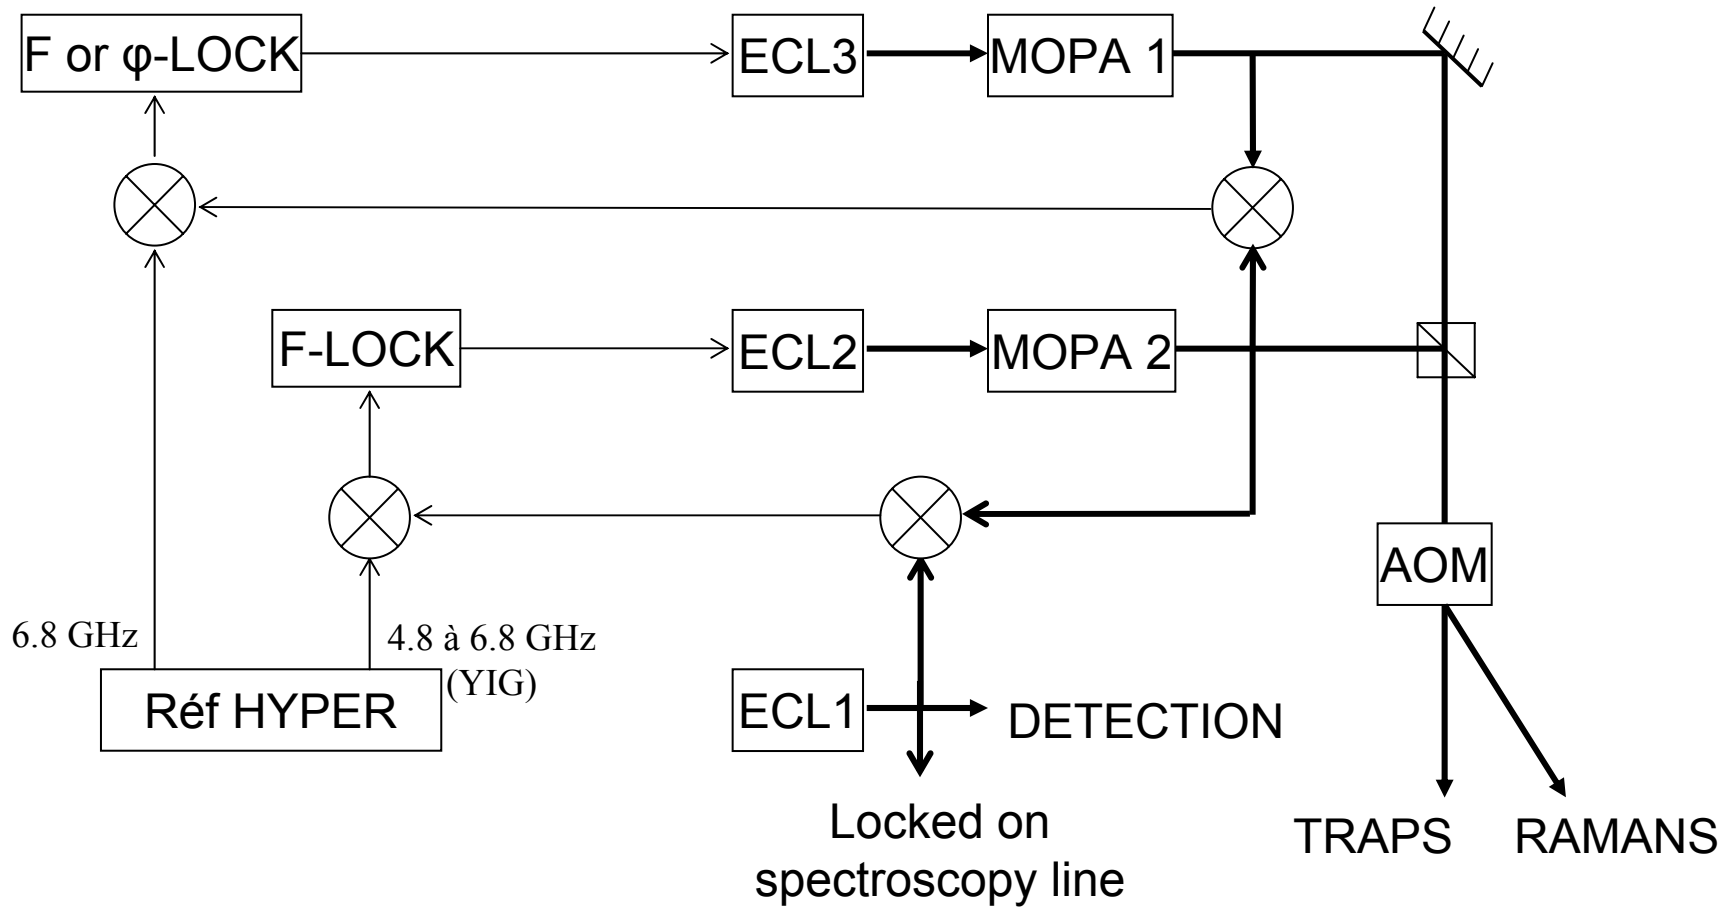 F or φ-LOCK
ECL3
MOPA 1
F-LOCK
ECL2
MOPA 2
AOM
6.8 GHz
4.8 à 6.8 GHz
(YIG)
Réf HYPER
ECL1
DETECTION
Locked on
spectroscopy line
TRAPS
RAMANS